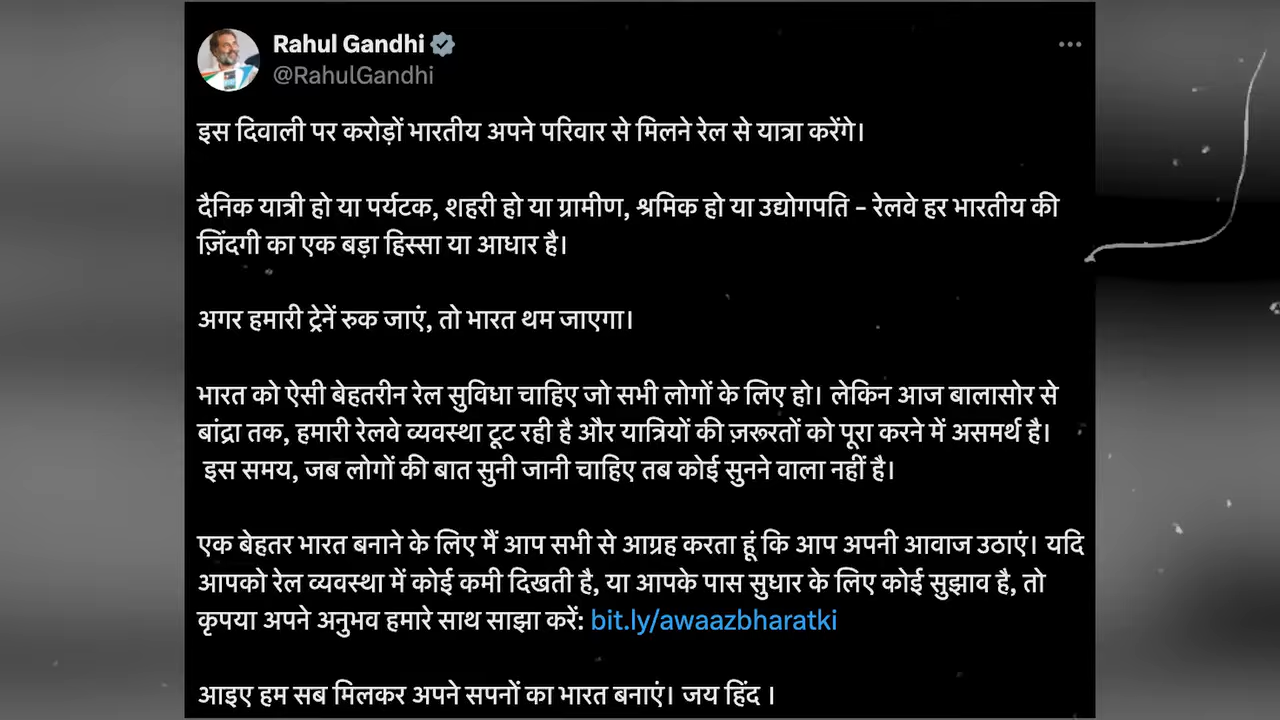 Rahul Gandhi
@RahulGandhi
इस दिवाली पर करोड़ों भारतीय अपने परिवार से मिलने रेल से यात्रा करेंगे।
दैनिक यात्री हो या पर्यटक, शहरी हो या ग्रामीण, श्रमिक हो या उद्योगपति - रेलवे हर भारतीय की
ज़िंदगी का एक बड़ा हिस्सा या आधार है।
अगर हमारी ट्रेनें रुक जाएं, तो भारत थम जाएगा।
भारत को ऐसी बेहतरीन रेल सुविधा चाहिए जो सभी लोगों के लिए हो। लेकिन आज बालासोर से
बांद्रा तक, हमारी रेलवे व्यवस्था टूट रही है और यात्रियों की ज़रूरतों को पूरा करने में असमर्थ है।
इस समय, जब लोगों की बात सुनी जानी चाहिए तब कोई सुनने वाला नहीं है।
एक बेहतर भारत बनाने के लिए मैं आप सभी से आग्रह करता हूं कि आप अपनी आवाज उठाएं। यदि
आपको रेल व्यवस्था में कोई कमी दिखती है, या आपके पास सुधार के लिए कोई सुझाव है, तो
कृपया अपने अनुभव हमारे साथ साझा करें: bit.ly/awaazbharatki
आइए हम सब मिलकर अपने सपनों का भारत बनाएं। जय हिंद ।